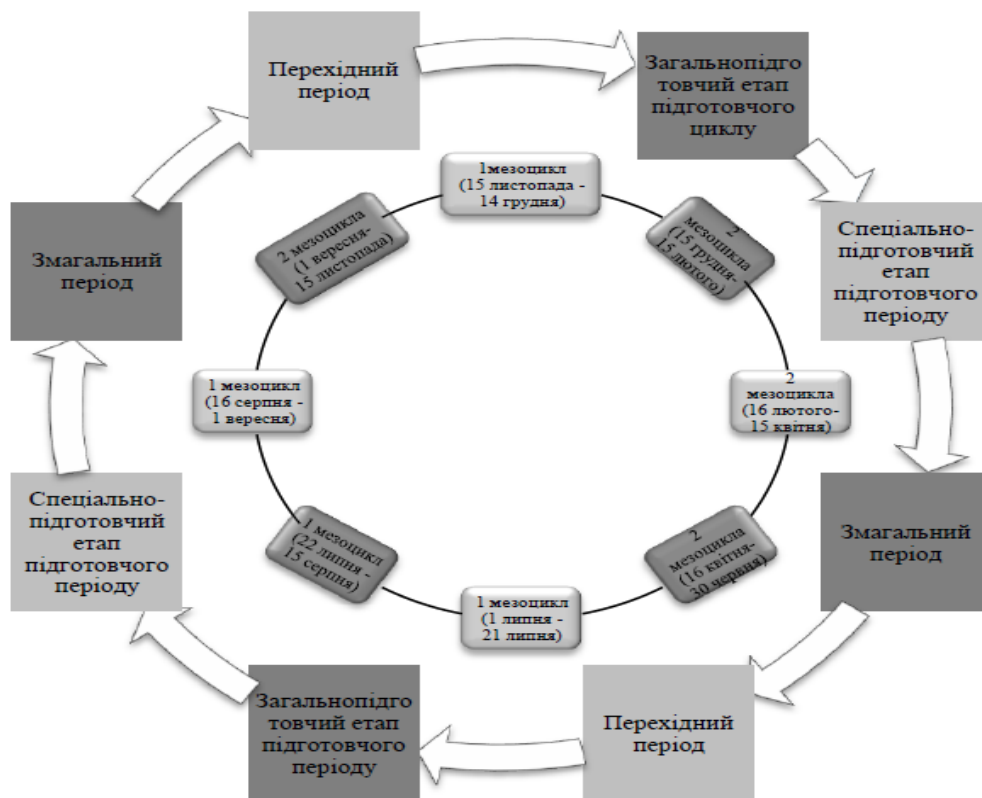 Перехідний
період
Загальнопідго
товчий етап
підготовчого
циклу
Спеціально-
підготовчий
етап
підготовчого
періоду
Змагальний
період
Перехідний
період
Загальнопідго
товчий етап
підготовчого
періоду
Спеціально-
підготовчий
етап
підготовчого
періоду
Змагальний
період
1мезоцикл
(15 листопада -
14 грудня)
2
мезоцикла
(15 грудня-
15 лютого)
2
мезоцикла
(16 лютого-
15 квітня)
2
мезоцикла
(16 квітня-
30 червня)
1 мезоцикл
(1 липня -
21 липня)
1 мезоцикл
(22 липня -
15 серпня)
1 мезоцикл
(16 серпня -
1 вересня)
2 мезоцикла
(1 вересня-
15 листопада)